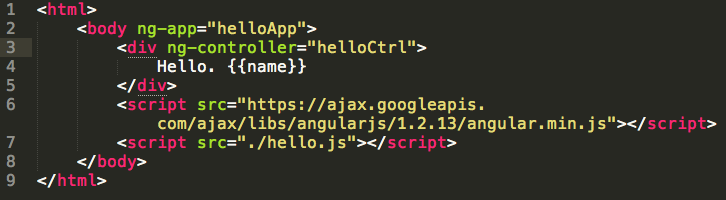 1 <html>
2 <body ng-app="helloApp">
3 <div ng-controller="helloCtrl">
4 Hello. {{name}}
5 </div>
6 <script src="https://ajax.googleapis.
com/ajax/libs/angularjs/1.2.13/angular.min.js"></script>
7 <script src="./hello.js"></script>
8 </body>
9 </html>